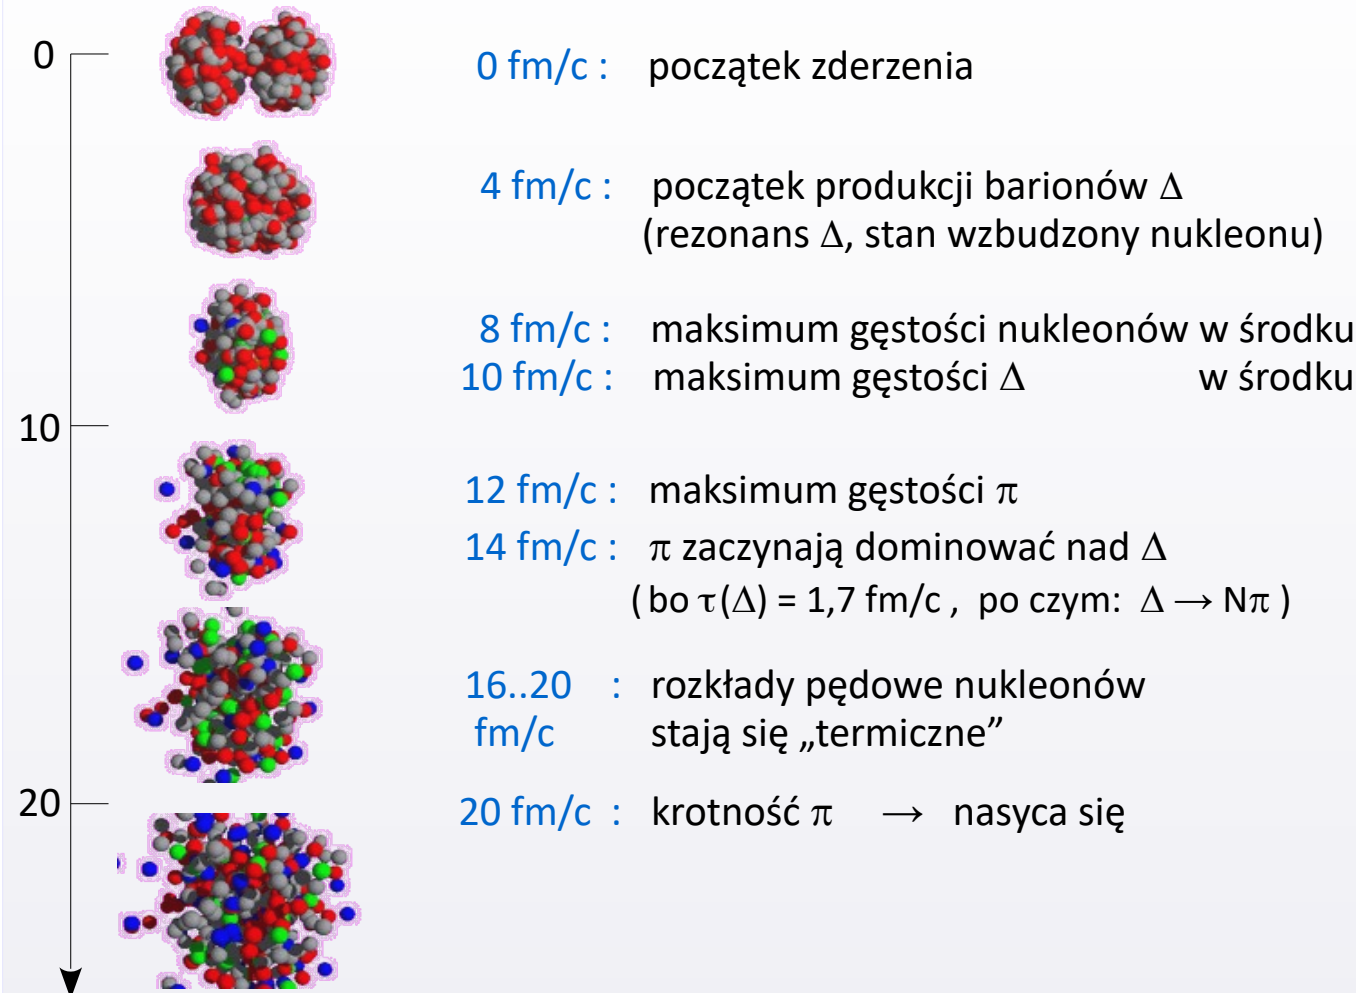 0
0 fm/c : początek zderzenia
4 fm/c : początek produkcji barionów Δ
(rezonans Δ, stan wzbudzony nukleonu)
8 fm/c : maksimum gęstości nukleonów w środku
10 fm/c : maksimum gęstości Δ w środku
10
12 fm/c : maksimum gęstości π
14 fm/c : π zaczynają dominować nad Δ
( bo τ(Δ) = 1,7 fm/c , po czym: Δ → Nπ )
16..20 : rozkłady pędowe nukleonów
fm/c stają się „termiczne”
20
20 fm/c : krotność π → nasyca się